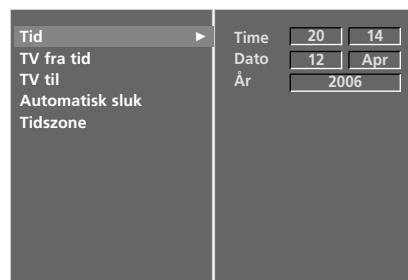 Tid ►
TV fra tid
TV til
Automatisk sluk
Tidszone
Time 20 14
Dato 12 Apr
År 2006